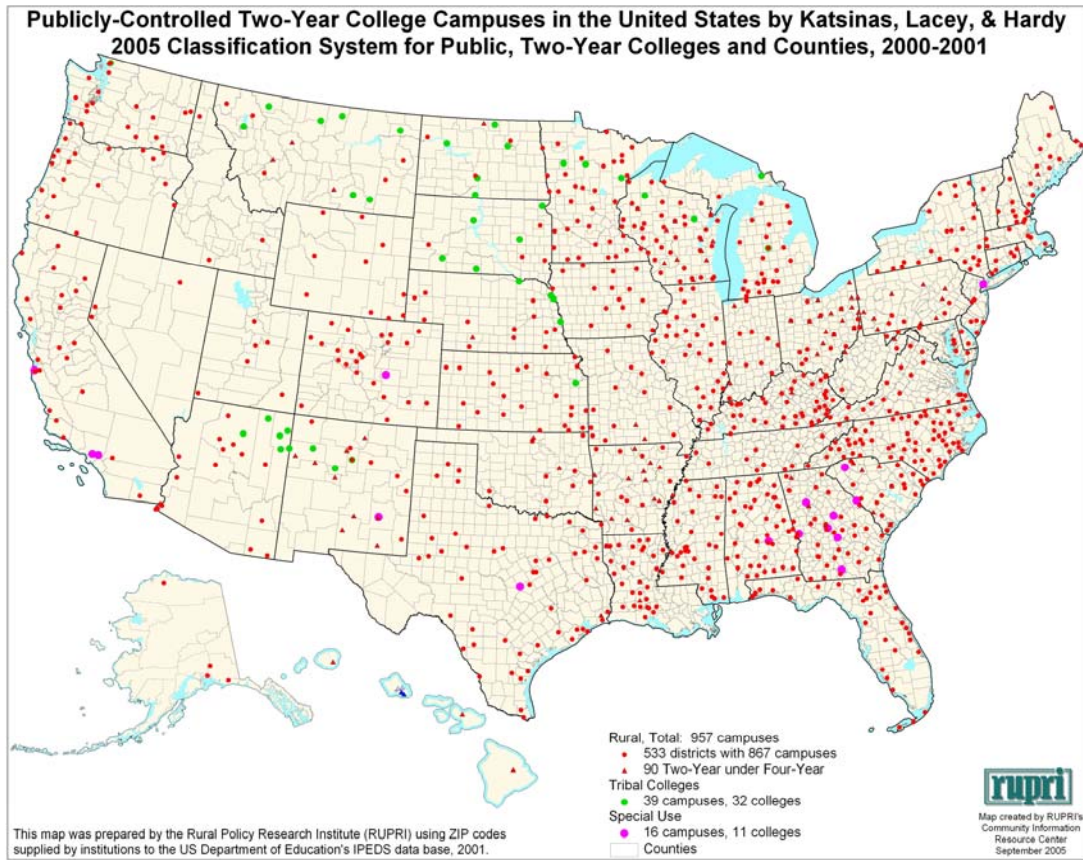 Publicly-Controlled Two-Year College Campuses in the United States by Katsinas, Lacey, & Hardy
2005 Classification System for Public, Two-Year Colleges and Counties, 2000-2001
Rural, Total: 957 campuses
533 districts with 867 campuses
90 Two-Year under Four-Year
Tribal Colleges
39 campuses, 32 colleges
Special Use
16 campuses, 11 colleges
Counties
This map was prepared by the Rural Policy Research Institute (RUPRI) using ZIP codes
supplied by institutions to the US Department of Education's IPEDS data base, 2001.
rupri
Map created by RUPRI's
Community Information
Resource Center
September 2005